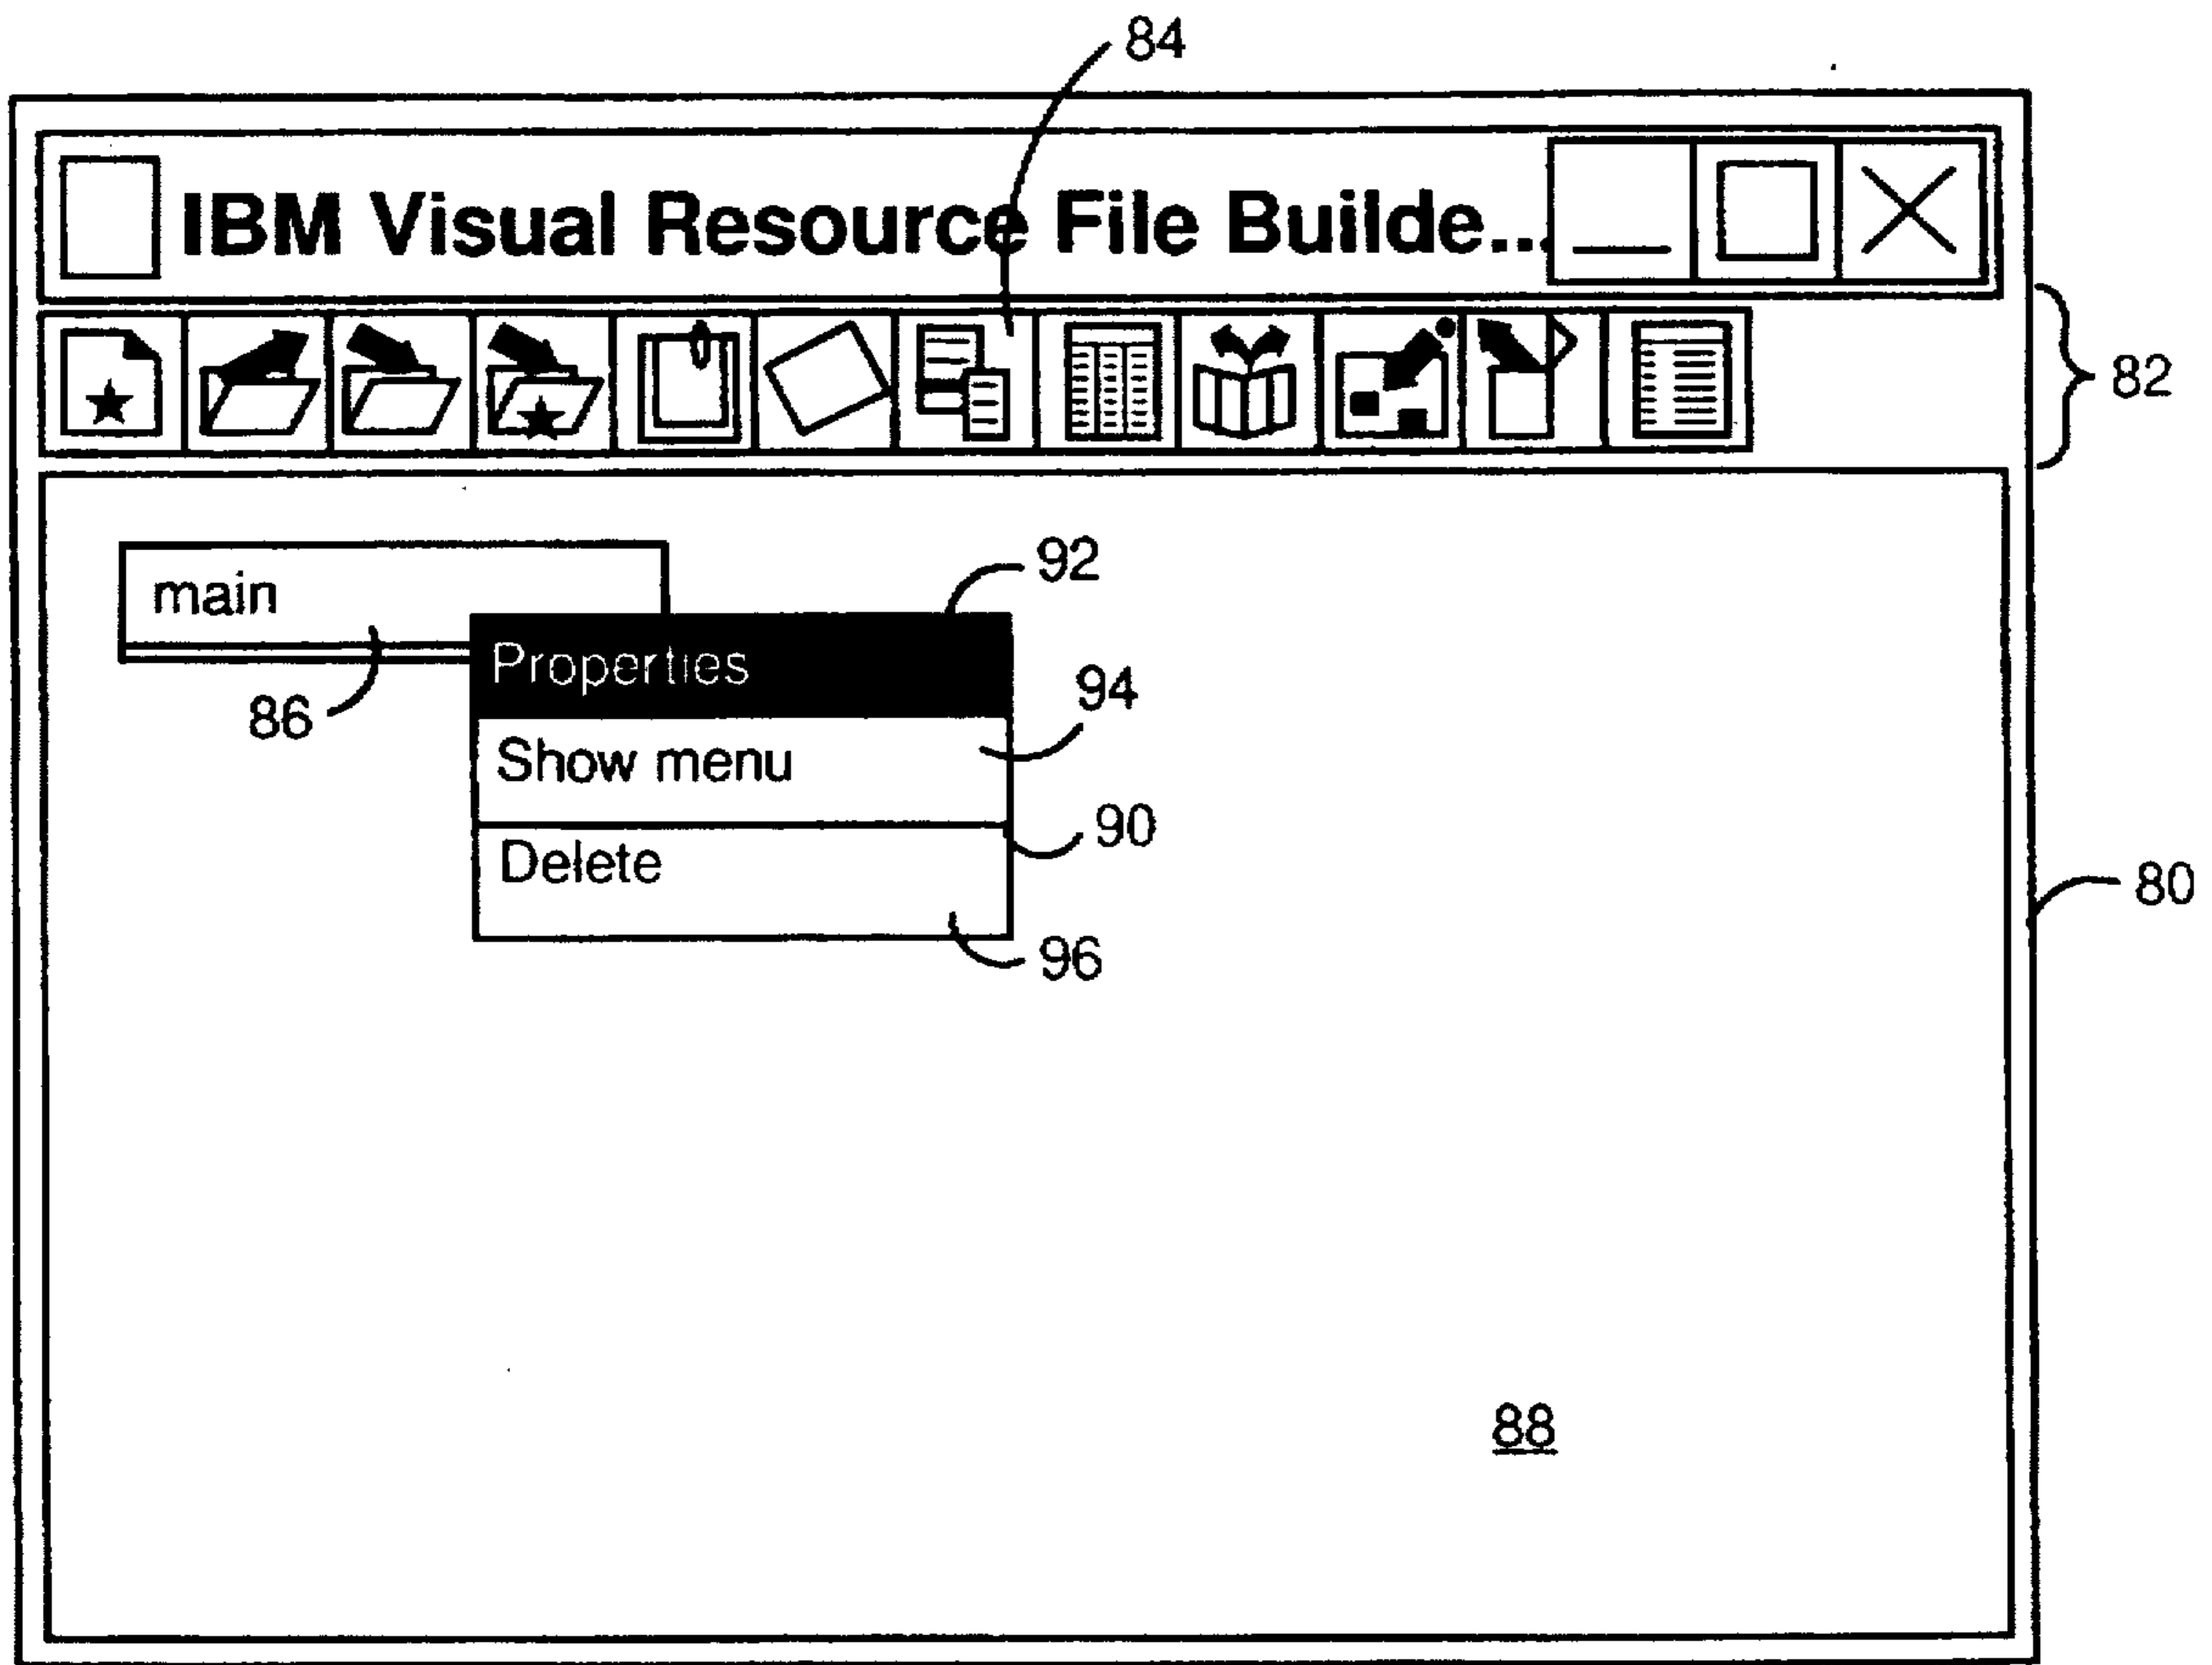 84
IBM Visual Resource File Builde...
82
main
92
Properties
86
94
Show menu
90
Delete
80
96
88